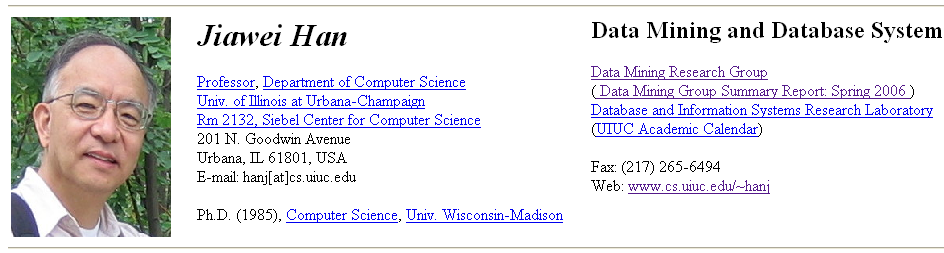 Jiawei Han
Professor, Department of Computer Science
Univ. of Illinois at Urbana-Champaign
Rm 2132, Siebel Center for Computer Science
201 N. Goodwin Avenue
Urbana, IL 61801, USA
E-mail: hanj[at]cs.uiuc.edu
Ph.D. (1985), Computer Science, Univ. Wisconsin-Madison
Data Mining and Database System
Data Mining Research Group
( Data Mining Group Summary Report: Spring 2006 )
Database and Information Systems Research Laboratory
(UIUC Academic Calendar)
Fax: (217) 265-6494
Web: www.cs.uiuc.edu/~hanj